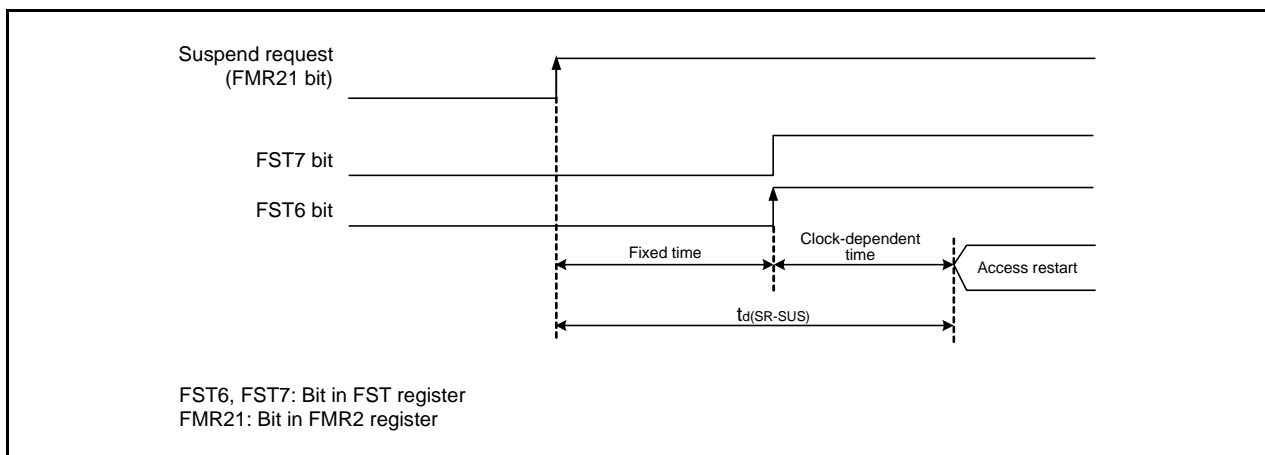 Suspend request
(FMR21 bit)
FST7 bit
FST6 bit
Fixed time
Clock-dependent
time
Access restart
td(SR-SUS)
FST6, FST7: Bit in FST register
FMR21: Bit in FMR2 register